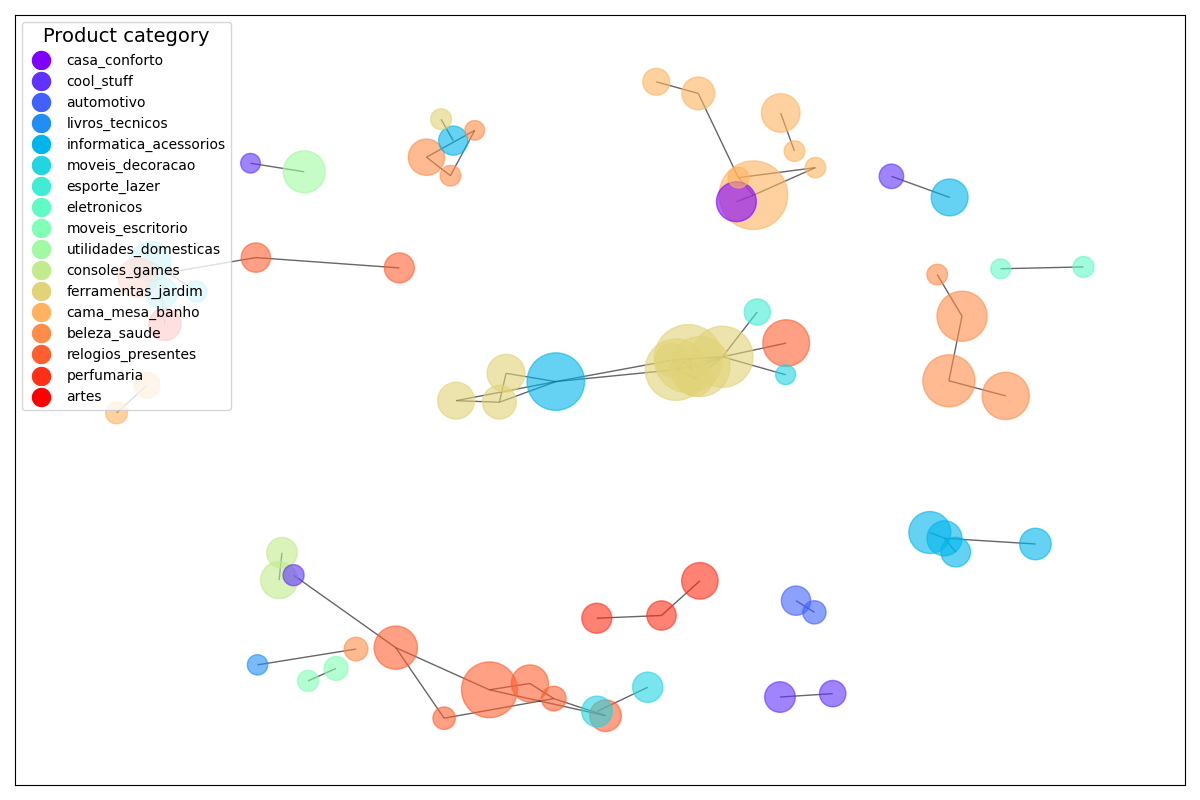 Product category
casa_conforto
cool_stuff
automotivo
livros_tecnicos
informatica_acessorios
moveis_decoracao
esporte_lazer
eletronicos
moveis_escritorio
utilidades_domesticas
consoles_games
ferramentas_jardim
cama_mesa_banho
beleza_saude
relogios_presentes
perfumaria
artes